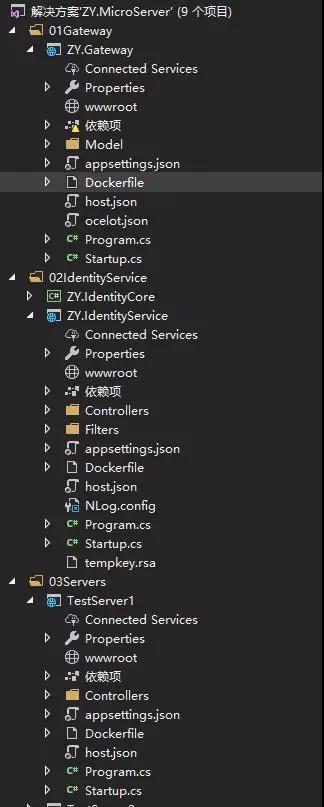 解决方案'ZY.MicroServer' (9 个项目)
01Gateway
ZY.Gateway
Connected Services
Properties
wwwroot
依赖项
Model
appsettings.json
Dockerfile
host.json
ocelot.json
C# Program.cs
C# Startup.cs
02IdentityService
C# ZY.IdentityCore
ZY.IdentityService
Connected Services
Properties
wwwroot
依赖项
Controllers
Filters
appsettings.json
Dockerfile
host.json
NLog.config
C# Program.cs
C# Startup.cs
tempkey.rsa
03Servers
TestServer1
Connected Services
Properties
wwwroot
依赖项
Controllers
appsettings.json
Dockerfile
host.json
C# Program.cs
C# Startup.cs